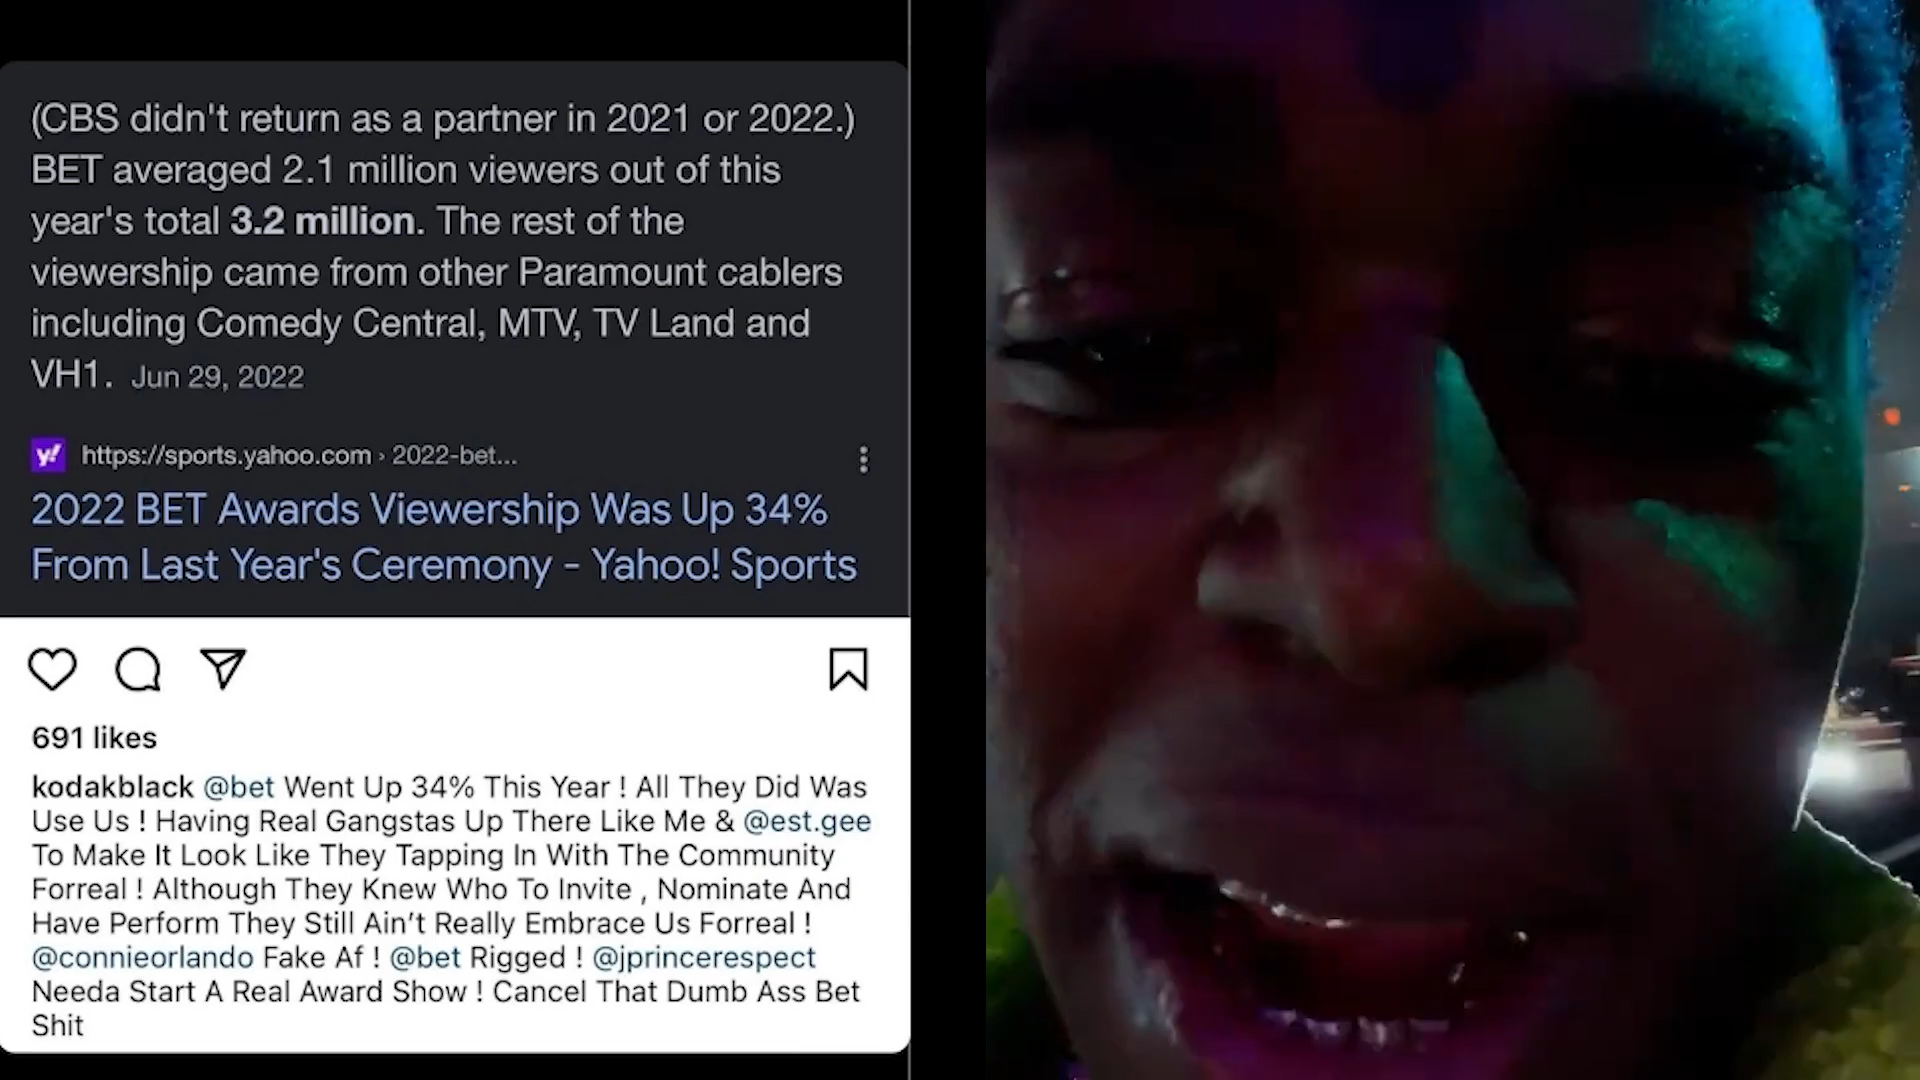 (CBS didn't return as a partner in 2021 or 2022.)
BET averaged 2.1 million viewers out of this
year's total 3.2 million. The rest of the
viewership came from other Paramount cablers
including Comedy Central, MTV, TV Land and
VH1. Jun 29, 2022
y! https://sports.yahoo.com › 2022-bet...
2022 BET Awards Viewership Was Up 34%
From Last Year's Ceremony - Yahoo! Sports
691 likes
kodakblack @bet Went Up 34% This Year ! All They Did Was
Use Us ! Having Real Gangstas Up There Like Me & @est.gee
To Make It Look Like They Tapping In With The Community
Forreal ! Although They Knew Who To Invite , Nominate And
Have Perform They Still Ain’t Really Embrace Us Forreal !
@connieorlando Fake Af ! @bet Rigged ! @jprincerespect
Needa Start A Real Award Show ! Cancel That Dumb Ass Bet
Shit